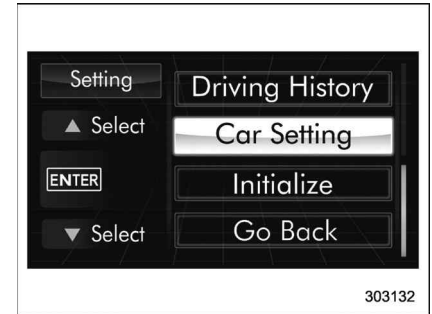 Setting
▲ Select
ENTER
▼ Select
Driving History
Car Setting
Initialize
Go Back
303132